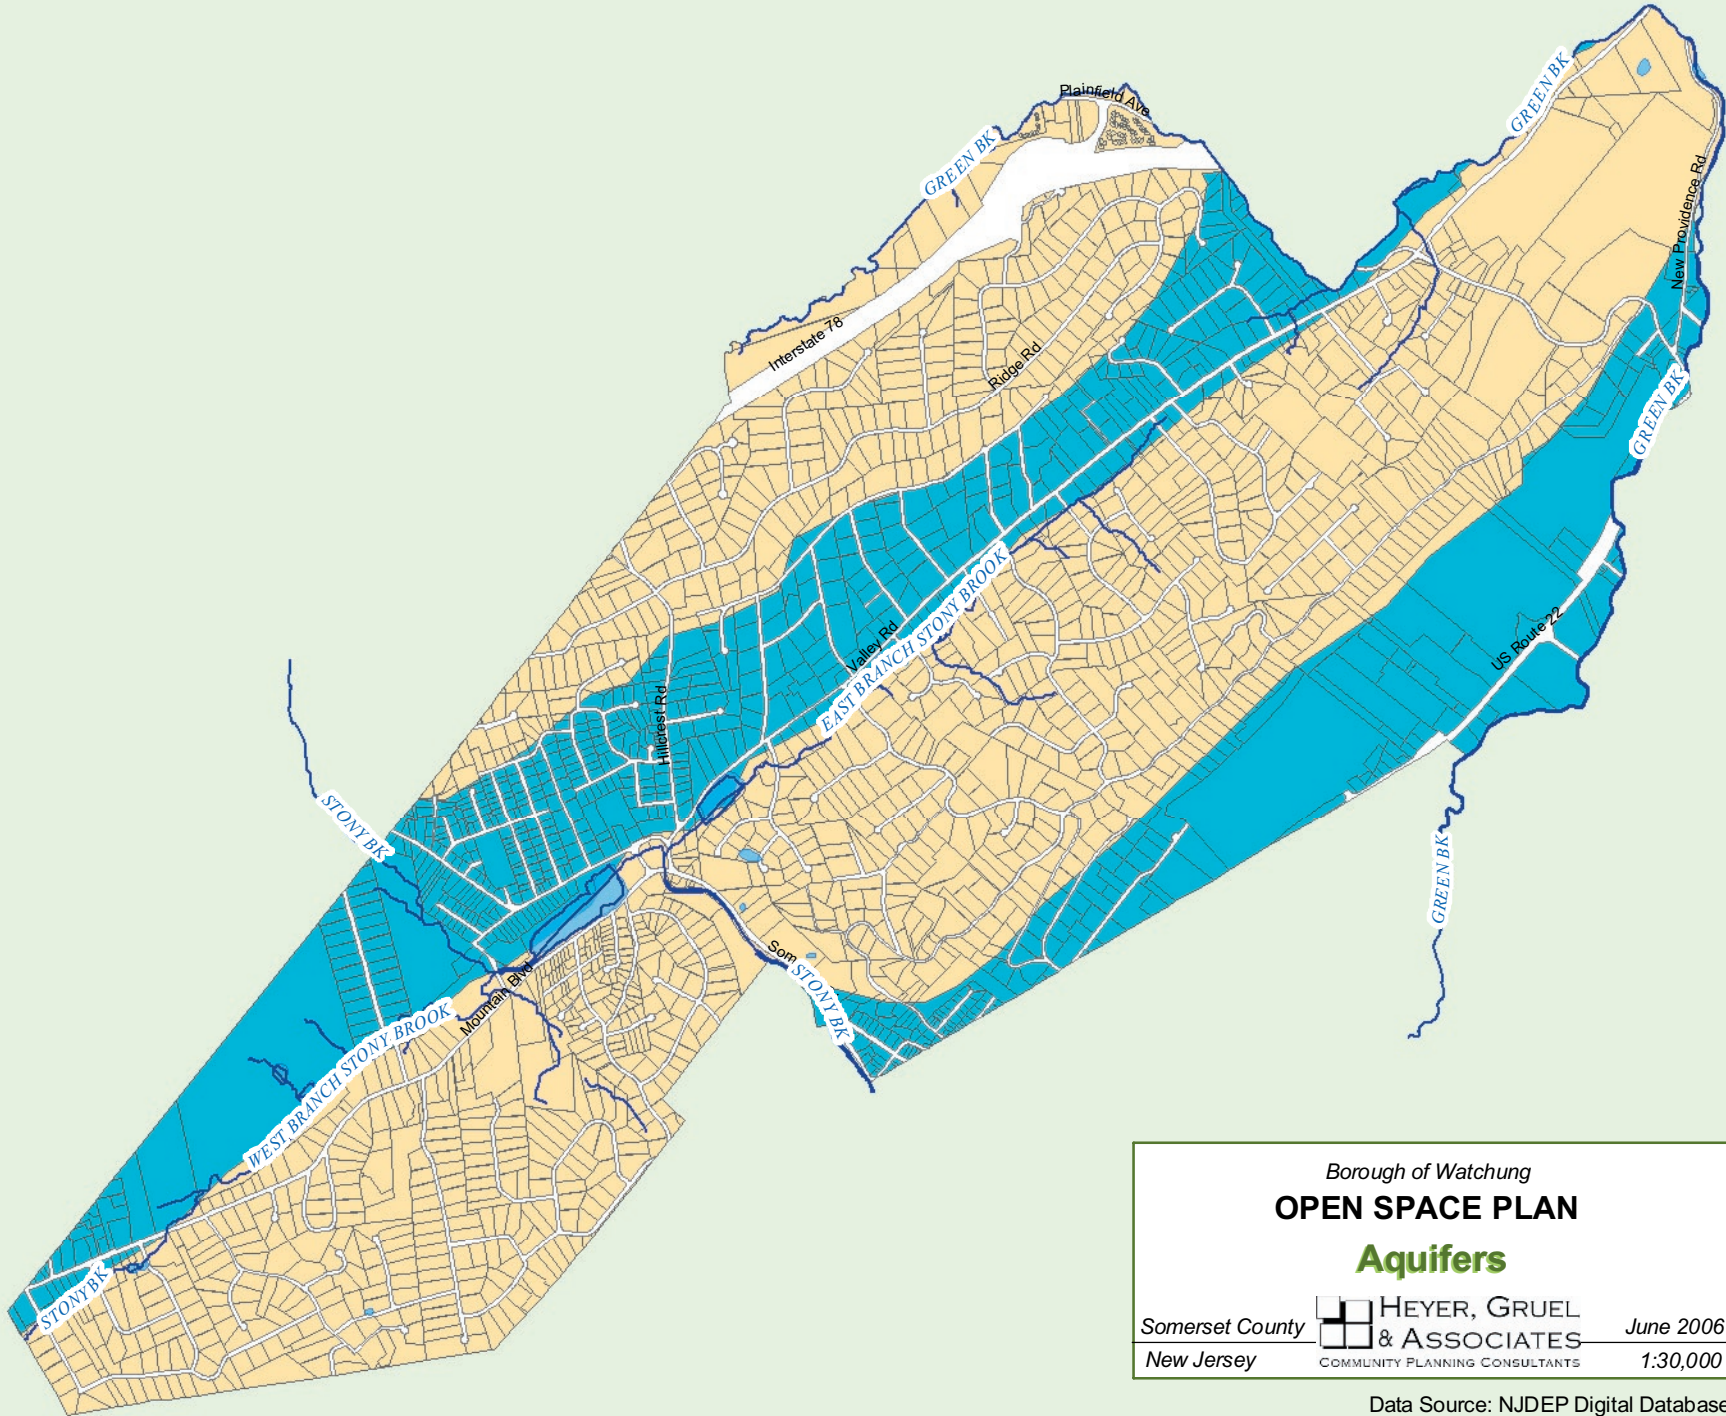 GREEN BK
Plainfield Ave
GREEN BK
New Providence Rd
Interstate 78
Ridge Rd
GREEN BK
EAST BRANCH STONY BROOK
Valley Rd
US Route 22
Hillcrest Rd
STONY BK
GREEN BK
Som
STONY BK
Mountain Blvd
WEST BRANCH STONY BROOK
STONY BK
Borough of Watchung
OPEN SPACE PLAN
Aquifers
Somerset County
HEYER, GRUEL
& ASSOCIATES
COMMUNITY PLANNING CONSULTANTS
June 2006
New Jersey
1:30,000
Data Source: NJDEP Digital Database